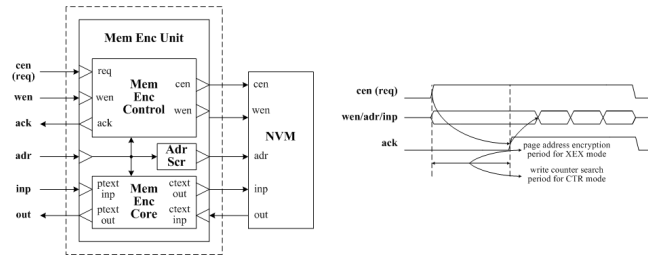 Mem Enc Unit
cen
(req)
wen
ack
adr
inp
out
req
wen
ack
Mem
Enc
Control
cen
wen
Adr
Scr
ptext
inp
ptext
out
Mem
Enc
Core
ctext
out
ctext
inp
cen
wen
NVM
adr
inp
out
cen (req)
wen/adr/inp
ack
page address encryption
period for XEX mode
write counter search
period for CTR mode